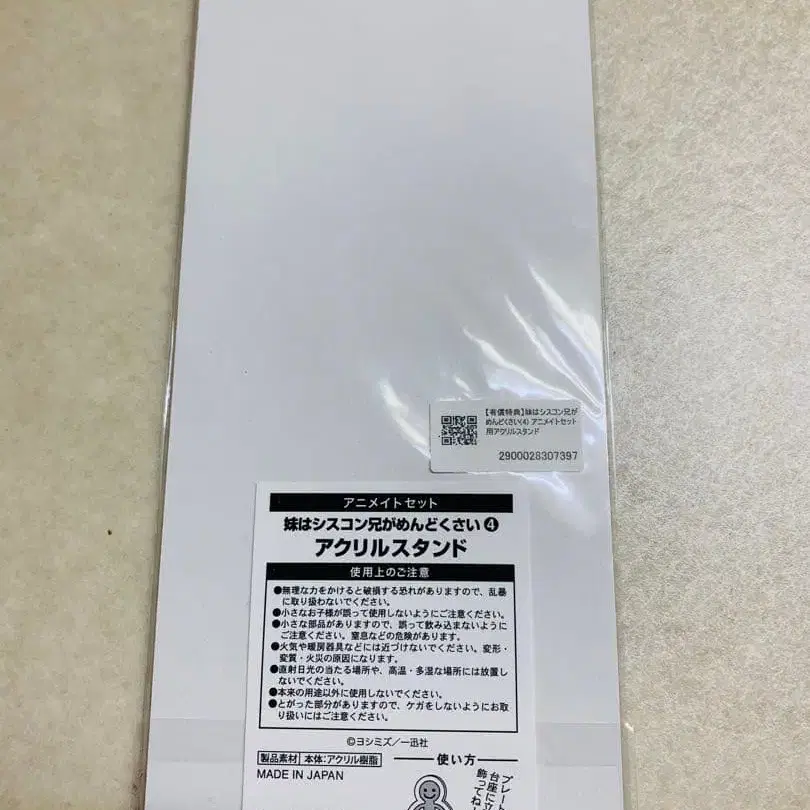 【有償特典】妹はシスコン兄が
めんどくさい(4) アニメイトセット
用アクリルスタンド
2900028307397
アニメイトセット
妹はシスコン兄がめんどくさい❹
アクリルスタンド
使用上のご注意
●無理な力をかけると破損する恐れがありますので、乱暴
に取り扱わないでください。
●小さなお子様が誤って使用しないようにご注意ください。
●小さな部品がありますので、誤って飲み込まないように
ご注意ください。窒息などの危険があります。
●火気や暖房器具などには近づけないでください。変形・
変質・火災の原因になります。
●直射日光の当たる場所や、高温・多湿な場所には放置し
ないでください。
●本来の用途以外に使用しないでください。
●とがった部分がありますので、ケガをしないようにお取
り扱いにはご注意ください。
©ヨシミズ/一迅社
製品素材 本体:アクリル樹脂
MADE IN JAPAN
使い方
プレート
台座に立
飾ってね!